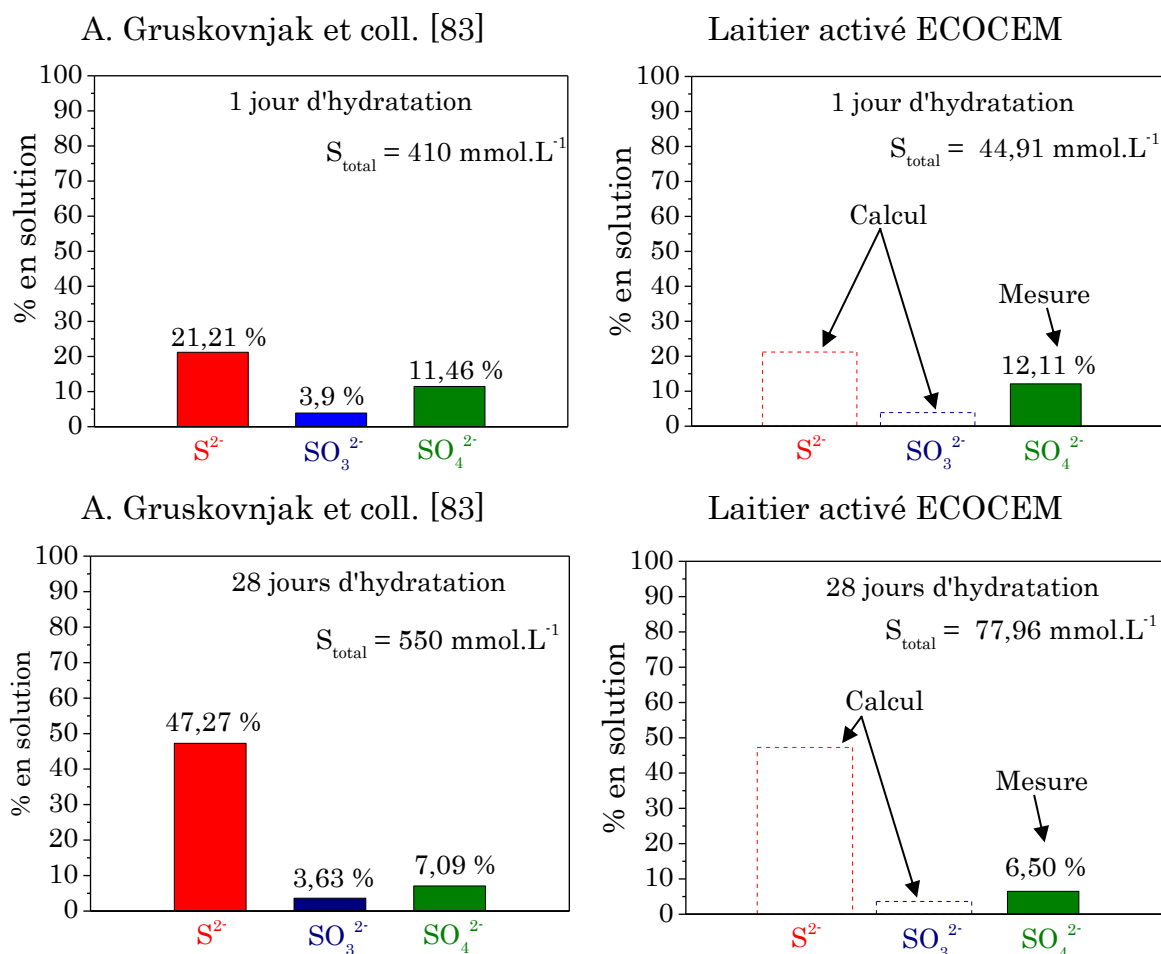 A. Gruskovnjak et coll. [83]
100
90
80
70
60
50
40
30
20
10
0
% en solution
1 jour d'hydratation
S_total = 410 mmol.L⁻¹
21,21 %
3,9 %
11,46 %
S²⁻
SO₃²⁻
SO₄²⁻
Laitier activé ECOCEM
100
90
80
70
60
50
40
30
20
10
0
% en solution
1 jour d'hydratation
S_total = 44,91 mmol.L⁻¹
Calcul
Mesure
12,11 %
S²⁻
SO₃²⁻
SO₄²⁻
A. Gruskovnjak et coll. [83]
100
90
80
70
60
50
40
30
20
10
0
% en solution
28 jours d'hydratation
S_total = 550 mmol.L⁻¹
47,27 %
3,63 %
7,09 %
S²⁻
SO₃²⁻
SO₄²⁻
Laitier activé ECOCEM
100
90
80
70
60
50
40
30
20
10
0
% en solution
28 jours d'hydratation
S_total = 77,96 mmol.L⁻¹
Calcul
Mesure
6,50 %
S²⁻
SO₃²⁻
SO₄²⁻